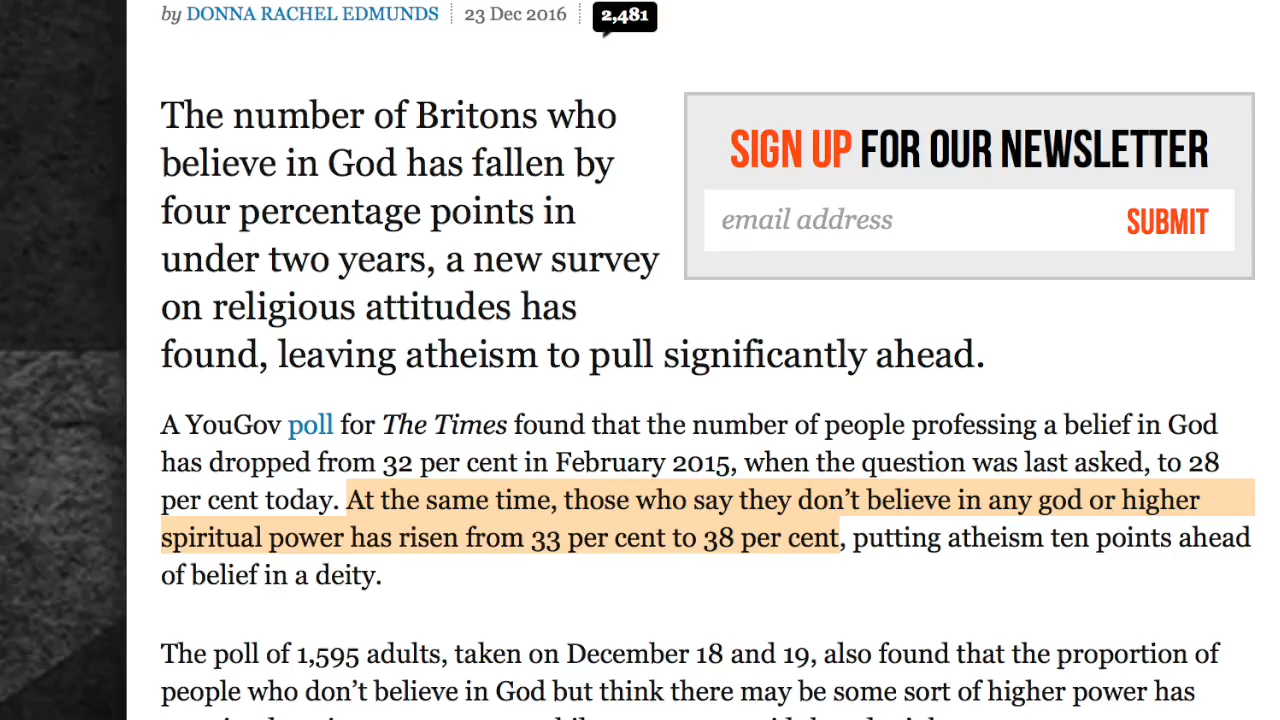 by DONNA RACHEL EDMUNDS 23 Dec 2016 2,481
The number of Britons who
believe in God has fallen by
four percentage points in
under two years, a new survey
on religious attitudes has
found, leaving atheism to pull significantly ahead.
SIGN UP FOR OUR NEWSLETTER
email address SUBMIT
A YouGov poll for The Times found that the number of people professing a belief in God
has dropped from 32 per cent in February 2015, when the question was last asked, to 28
per cent today. At the same time, those who say they don’t believe in any god or higher
spiritual power has risen from 33 per cent to 38 per cent, putting atheism ten points ahead
of belief in a deity.
The poll of 1,595 adults, taken on December 18 and 19, also found that the proportion of
people who don’t believe in God but think there may be some sort of higher power has